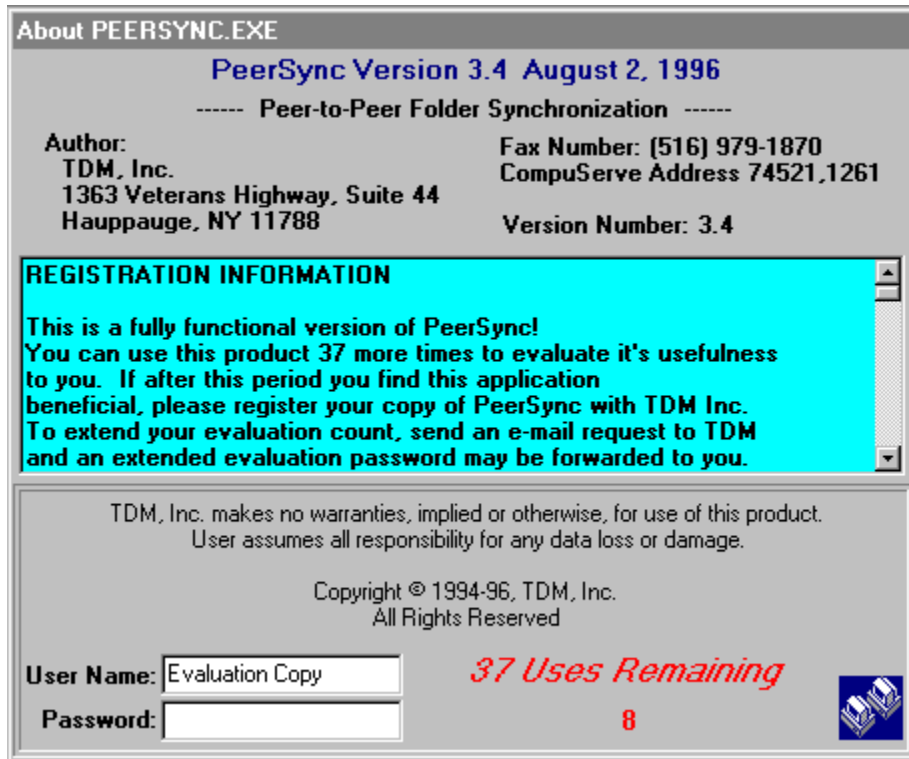 About PEERSYNC.EXE
PeerSync Version 3.4 August 2, 1996
------ Peer-to-Peer Folder Synchronization ------
Author:
TDM, Inc.
1363 Veterans Highway, Suite 44
Hauppauge, NY 11788
Fax Number: (516) 979-1870
CompuServe Address 74521,1261
Version Number: 3.4
REGISTRATION INFORMATION
This is a fully functional version of PeerSync!
You can use this product 37 more times to evaluate it's usefulness
to you. If after this period you find this application
beneficial, please register your copy of PeerSync with TDM Inc.
To extend your evaluation count, send an e-mail request to TDM
and an extended evaluation password may be forwarded to you.
TDM, Inc. makes no warranties, implied or otherwise, for use of this product.
User assumes all responsibility for any data loss or damage.
Copyright © 1994-96, TDM, Inc.
All Rights Reserved
User Name: Evaluation Copy
Password:
37 Uses Remaining
8